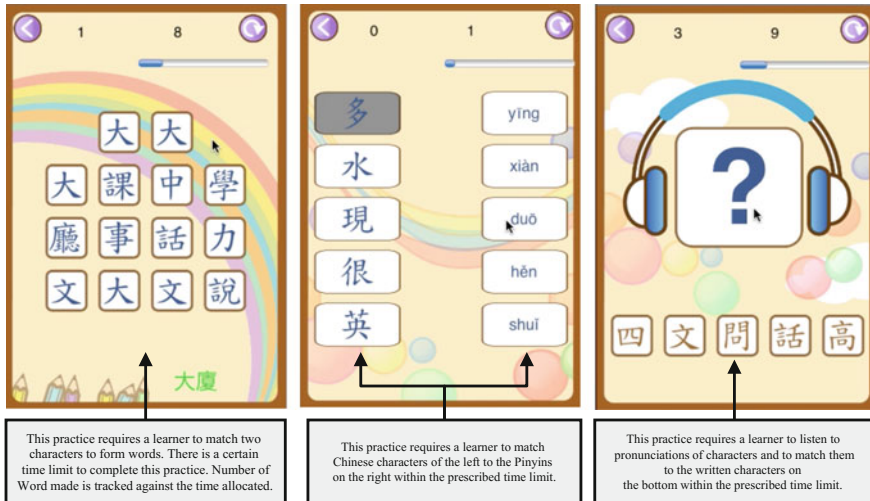 1 8
大 大
大 課 中 學
廳 事 話 力
文 大 文 說
大廈
This practice requires a learner to match two
characters to form words. There is a certain
time limit to complete this practice. Number of
Word made is tracked against the time allocated.
0 1
多 yīng
水 xiàn
現 duō
很 hěn
英 shuǐ
This practice requires a learner to match
Chinese characters of the left to the Pinyins
on the right within the prescribed time limit.
3 9
?
四 文 問 話 高
This practice requires a learner to listen to
pronunciations of characters and to match them
to the written characters on
the bottom within the prescribed time limit.